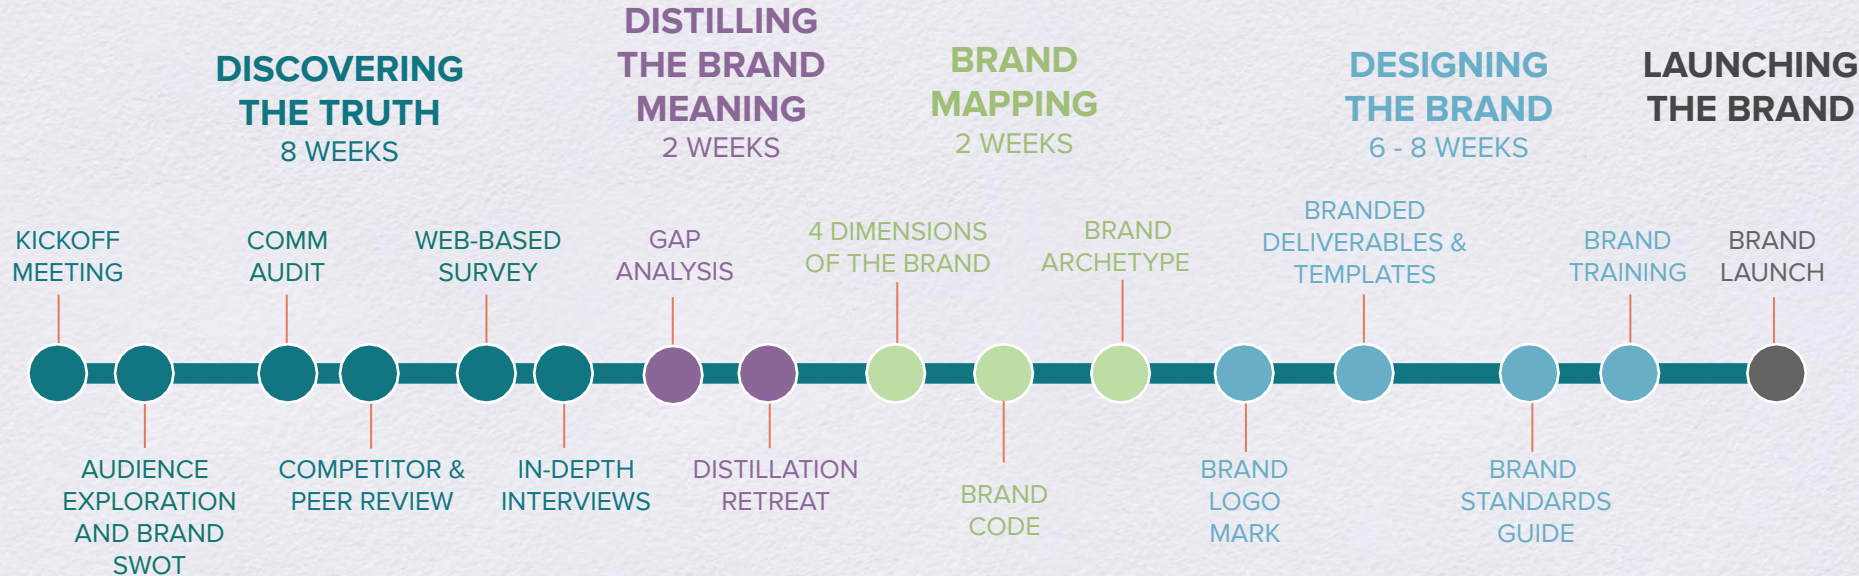 DISCOVERING
THE TRUTH
8 WEEKS
DISTILLING
THE BRAND
MEANING
2 WEEKS
BRAND
MAPPING
2 WEEKS
DESIGNING
THE BRAND
6 - 8 WEEKS
LAUNCHING
THE BRAND
KICKOFF
MEETING
COMM
AUDIT
WEB-BASED
SURVEY
GAP
ANALYSIS
4 DIMENSIONS
OF THE BRAND
BRAND
ARCHETYPE
BRANDED
DELIVERABLES &
TEMPLATES
BRAND
TRAINING
BRAND
LAUNCH
AUDIENCE
EXPLORATION
AND BRAND
SWOT
COMPETITOR &
PEER REVIEW
IN-DEPTH
INTERVIEWS
DISTILLATION
RETREAT
BRAND
CODE
BRAND
LOGO
MARK
BRAND
STANDARDS
GUIDE